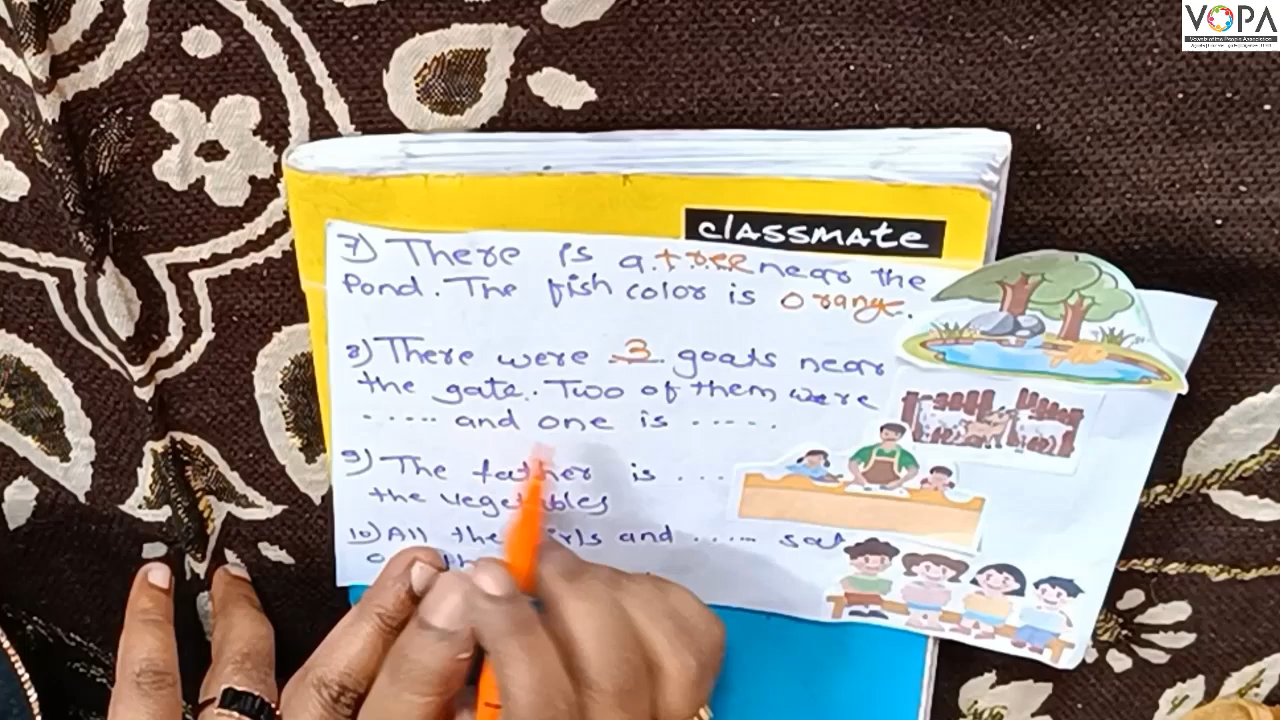 VOPA
classmate
7) There is a tree near the
Pond. The fish color is orange.
8) There were 3 goats near
the gate. Two of them were
...... and one is .....
9) The father is ...
the vegetables
10) All the girls and ..... sat